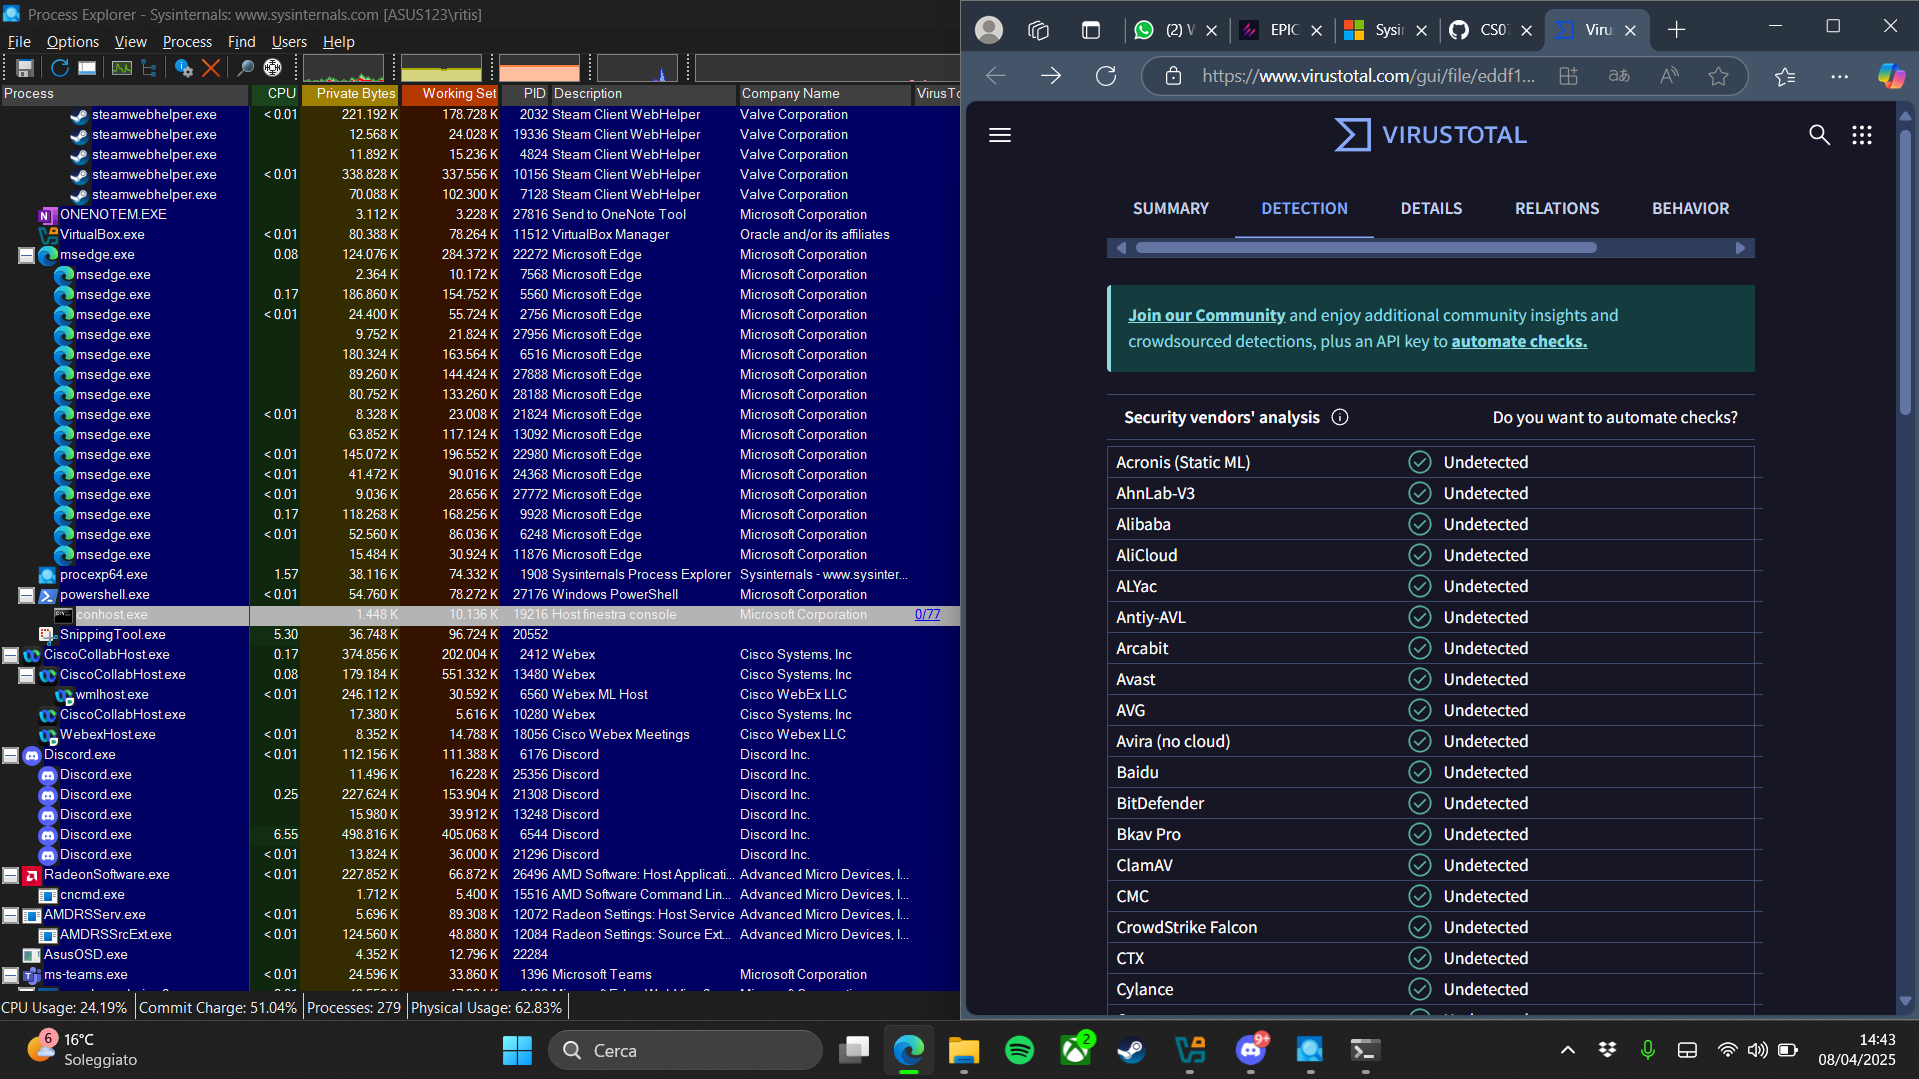 Process Explorer - Sysinternals: www.sysinternals.com [ASUS123\ritis]
File Options View Process Find Users Help
Process CPU Private Bytes Working Set PID Description Company Name VirusTo
steamwebhelper.exe < 0.01 221.192 K 178.728 K 2032 Steam Client WebHelper Valve Corporation
steamwebhelper.exe 12.568 K 24.028 K 19336 Steam Client WebHelper Valve Corporation
steamwebhelper.exe 11.892 K 15.236 K 4824 Steam Client WebHelper Valve Corporation
steamwebhelper.exe < 0.01 338.828 K 337.556 K 10156 Steam Client WebHelper Valve Corporation
steamwebhelper.exe 70.088 K 102.300 K 7128 Steam Client WebHelper Valve Corporation
ONENOTEM.EXE 3.112 K 3.228 K 27816 Send to OneNote Tool Microsoft Corporation
VirtualBox.exe < 0.01 80.388 K 78.264 K 11512 VirtualBox Manager Oracle and/or its affiliates
msedge.exe 0.08 124.076 K 284.372 K 22272 Microsoft Edge Microsoft Corporation
msedge.exe 2.364 K 10.172 K 7568 Microsoft Edge Microsoft Corporation
msedge.exe 0.17 186.860 K 154.752 K 5560 Microsoft Edge Microsoft Corporation
msedge.exe < 0.01 24.400 K 55.724 K 2756 Microsoft Edge Microsoft Corporation
msedge.exe 9.752 K 21.824 K 27956 Microsoft Edge Microsoft Corporation
msedge.exe 180.324 K 163.564 K 6516 Microsoft Edge Microsoft Corporation
msedge.exe 89.260 K 144.424 K 27888 Microsoft Edge Microsoft Corporation
msedge.exe 80.752 K 133.260 K 28188 Microsoft Edge Microsoft Corporation
msedge.exe < 0.01 8.328 K 23.008 K 21824 Microsoft Edge Microsoft Corporation
msedge.exe 63.852 K 117.124 K 13092 Microsoft Edge Microsoft Corporation
msedge.exe < 0.01 145.072 K 196.552 K 22980 Microsoft Edge Microsoft Corporation
msedge.exe < 0.01 41.472 K 90.016 K 24368 Microsoft Edge Microsoft Corporation
msedge.exe < 0.01 9.036 K 28.656 K 27772 Microsoft Edge Microsoft Corporation
msedge.exe 0.17 118.268 K 168.256 K 9928 Microsoft Edge Microsoft Corporation
msedge.exe < 0.01 52.560 K 86.036 K 6248 Microsoft Edge Microsoft Corporation
msedge.exe 15.484 K 30.924 K 11876 Microsoft Edge Microsoft Corporation
procexp64.exe 1.57 38.116 K 74.332 K 1908 Sysinternals Process Explorer Sysinternals - www.sysinter...
powershell.exe < 0.01 54.760 K 78.272 K 27176 Windows PowerShell Microsoft Corporation
conhost.exe 1.448 K 10.136 K 19216 Host finestra console Microsoft Corporation 0/77
SnippingTool.exe 5.30 36.748 K 96.724 K 20552
CiscoCollabHost.exe 0.17 374.856 K 202.004 K 2412 Webex Cisco Systems, Inc
CiscoCollabHost.exe 0.08 179.184 K 551.332 K 13480 Webex Cisco Systems, Inc
wmlhost.exe < 0.01 246.112 K 30.592 K 6560 Webex ML Host Cisco WebEx LLC
CiscoCollabHost.exe 17.380 K 5.616 K 10280 Webex Cisco Systems, Inc
WebexHost.exe < 0.01 8.352 K 14.788 K 18056 Cisco Webex Meetings Cisco Webex LLC
Discord.exe < 0.01 112.156 K 111.388 K 6176 Discord Discord Inc.
Discord.exe 11.496 K 16.228 K 25356 Discord Discord Inc.
Discord.exe 0.25 227.624 K 153.904 K 21308 Discord Discord Inc.
Discord.exe 15.980 K 39.912 K 13248 Discord Discord Inc.
Discord.exe 6.55 498.816 K 405.068 K 6544 Discord Discord Inc.
Discord.exe < 0.01 13.824 K 36.000 K 21296 Discord Discord Inc.
RadeonSoftware.exe < 0.01 227.852 K 66.872 K 26496 AMD Software: Host Applicati... Advanced Micro Devices, I...
cncmd.exe 1.712 K 5.400 K 15516 AMD Software Command Lin... Advanced Micro Devices, I...
AMDRSServ.exe < 0.01 5.696 K 89.308 K 12072 Radeon Settings: Host Service Advanced Micro Devices, I...
AMDRSSrcExt.exe < 0.01 124.560 K 48.880 K 12084 Radeon Settings: Source Ext... Advanced Micro Devices, I...
AsusOSD.exe 4.352 K 12.796 K 22284
ms-teams.exe < 0.01 24.596 K 33.860 K 1396 Microsoft Teams Microsoft Corporation
CPU Usage: 24.19% Commit Charge: 51.04% Processes: 279 Physical Usage: 62.83%
(2) W EPIC Sysin CS07 Viru
https://www.virustotal.com/gui/file/eddf1...
VIRUSTOTAL
SUMMARY DETECTION DETAILS RELATIONS BEHAVIOR
Join our Community and enjoy additional community insights and
crowdsourced detections, plus an API key to automate checks.
Security vendors' analysis Do you want to automate checks?
Acronis (Static ML) Undetected
AhnLab-V3 Undetected
Alibaba Undetected
AliCloud Undetected
ALYac Undetected
Antiy-AVL Undetected
Arcabit Undetected
Avast Undetected
AVG Undetected
Avira (no cloud) Undetected
Baidu Undetected
BitDefender Undetected
Bkav Pro Undetected
ClamAV Undetected
CMC Undetected
CrowdStrike Falcon Undetected
CTX Undetected
Cylance Undetected
6 16°C
Soleggiato
Cerca
2
9+
14:43
08/04/2025